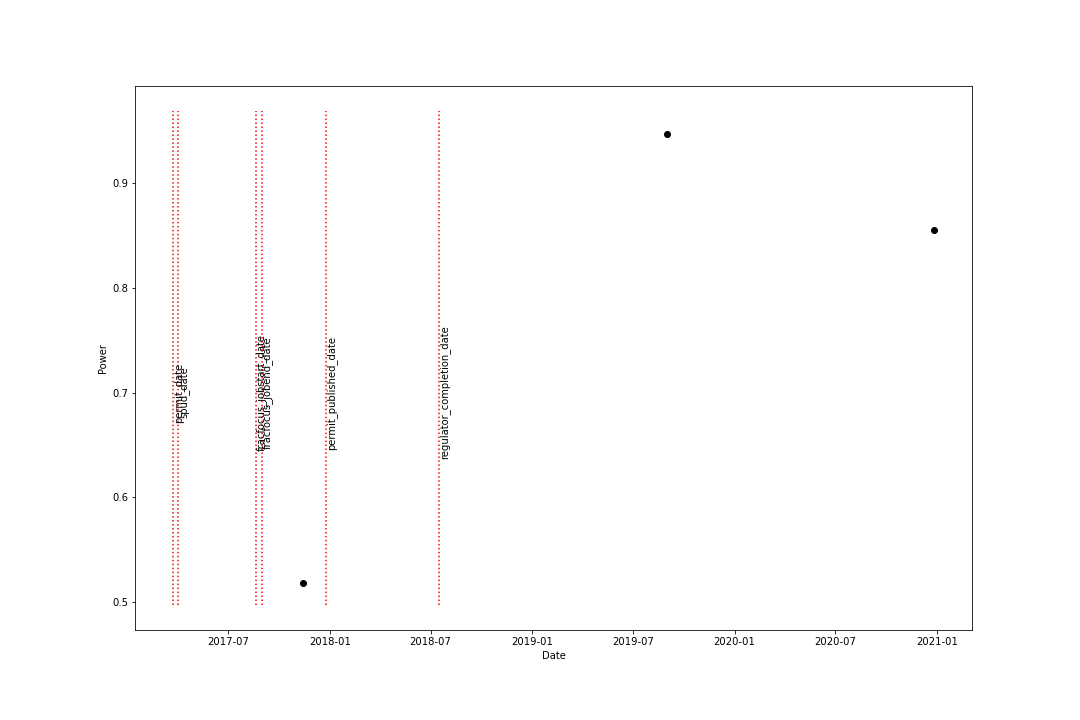 0.9
0.8
0.7
0.6
0.5
Power
permit_date
spud_date
fracfocus_jobstart_date
fracfocus_jobend_date
permit_published_date
regulator_completion_date
2017-07
2018-01
2018-07
2019-01
2019-07
2020-01
2020-07
2021-01
Date